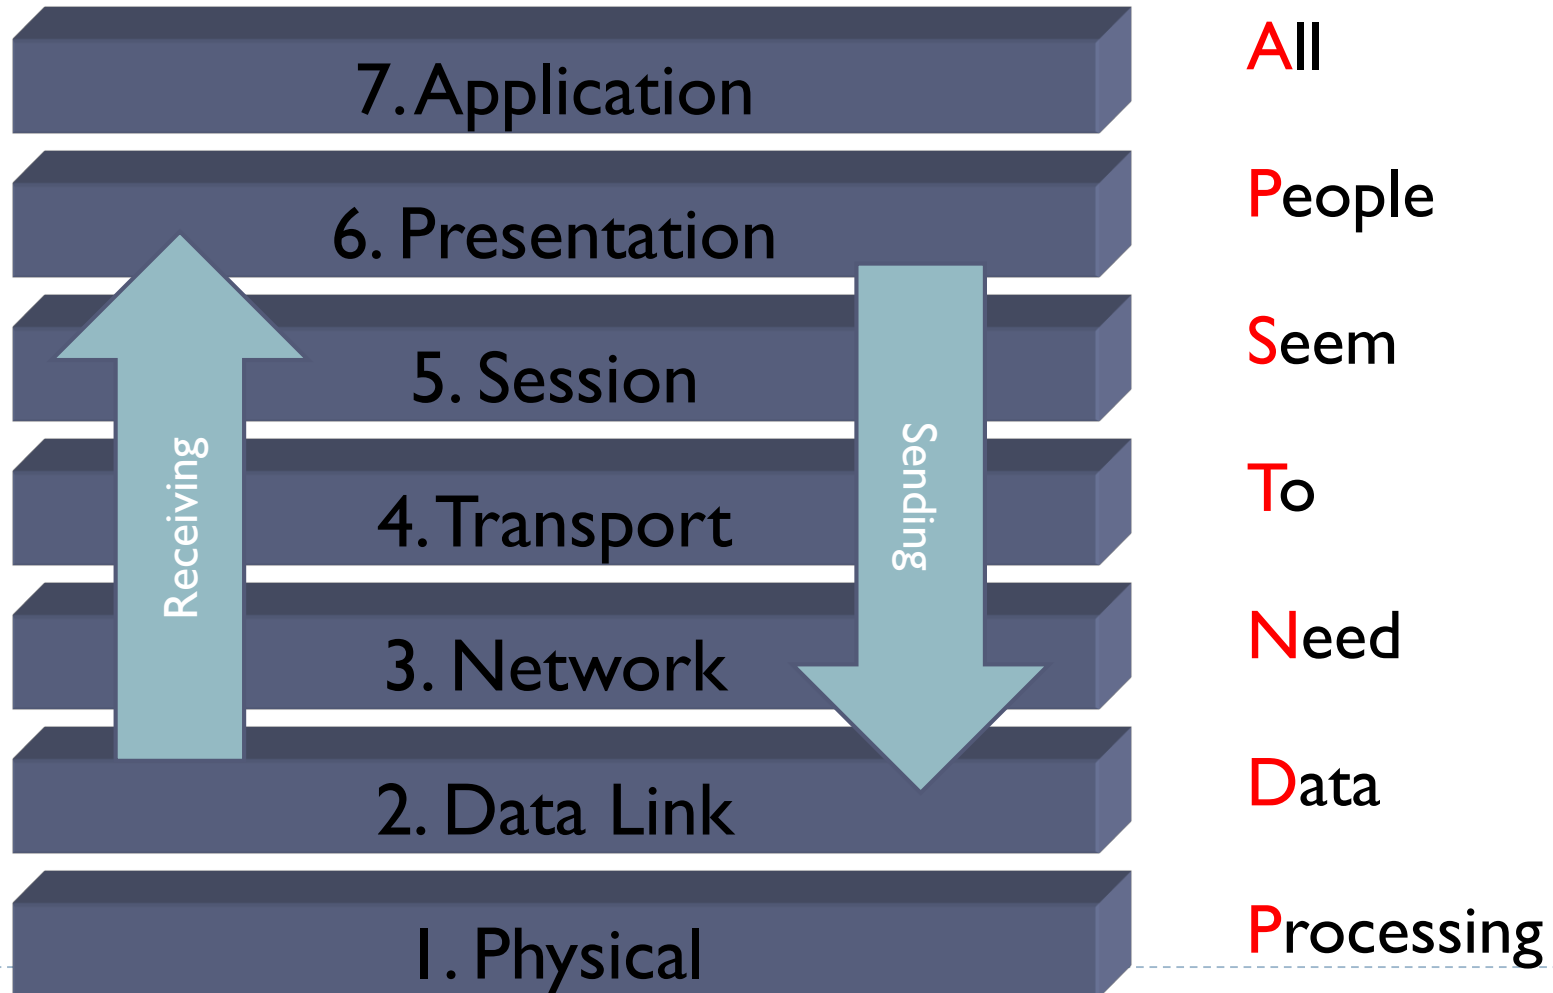 7. Application
All
6. Presentation
People
5. Session
Seem
4. Transport
To
3. Network
Need
2. Data Link
Data
1. Physical
Processing
Receiving
Sending